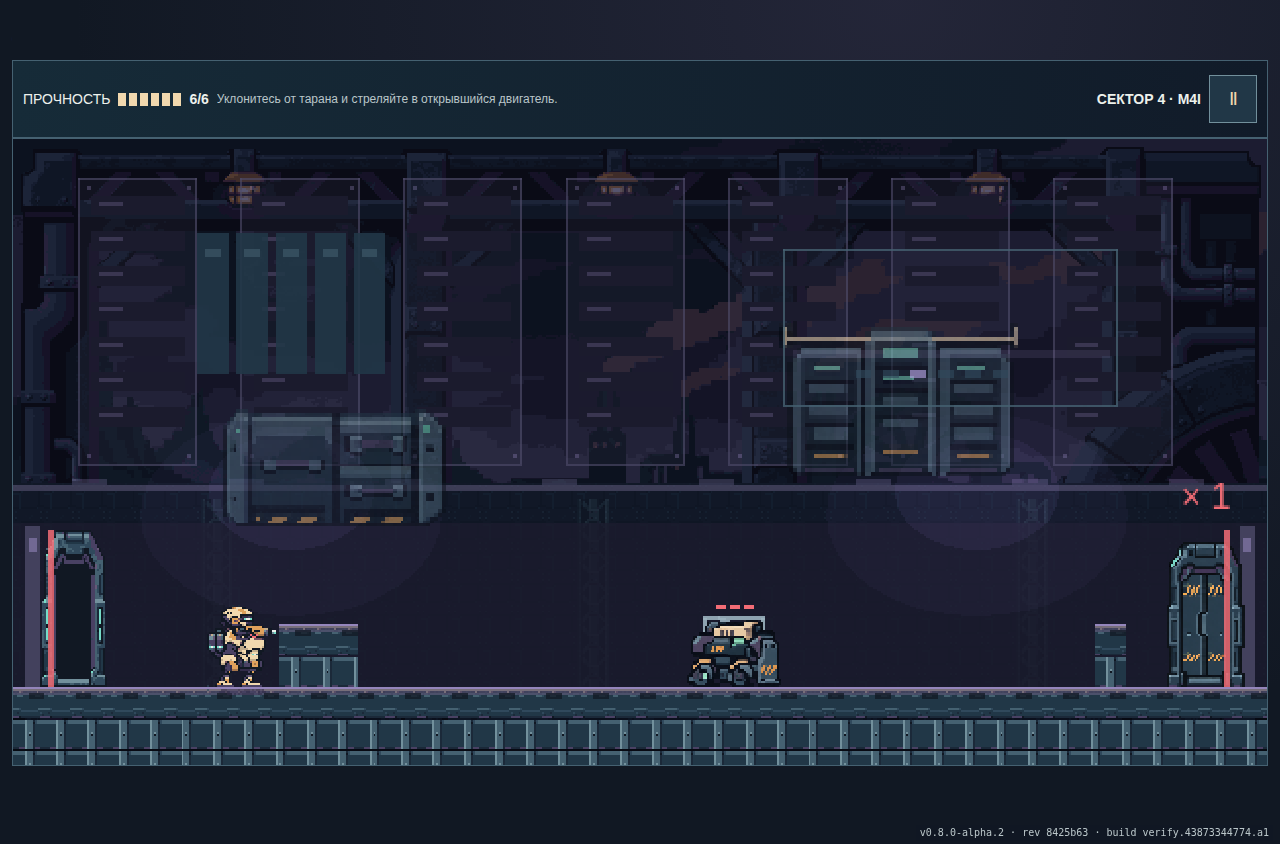 ПРОЧНОСТЬ 6/6 Уклонитесь от тарана и стреляйте в открывшийся двигатель.
СЕКТОР 4 · M4I
× 1
v0.8.0-alpha.2 · rev 8425b63 · build verify.43873344774.a1